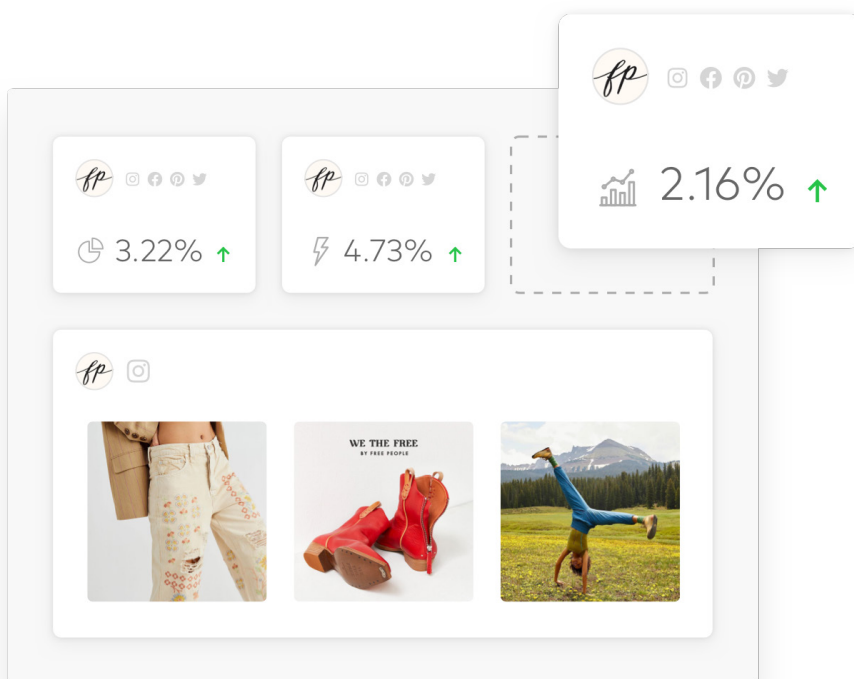 fp
2.16%
fp
3.22%
fp
4.73%
fp
WE THE FREE
BY FREE PEOPLE